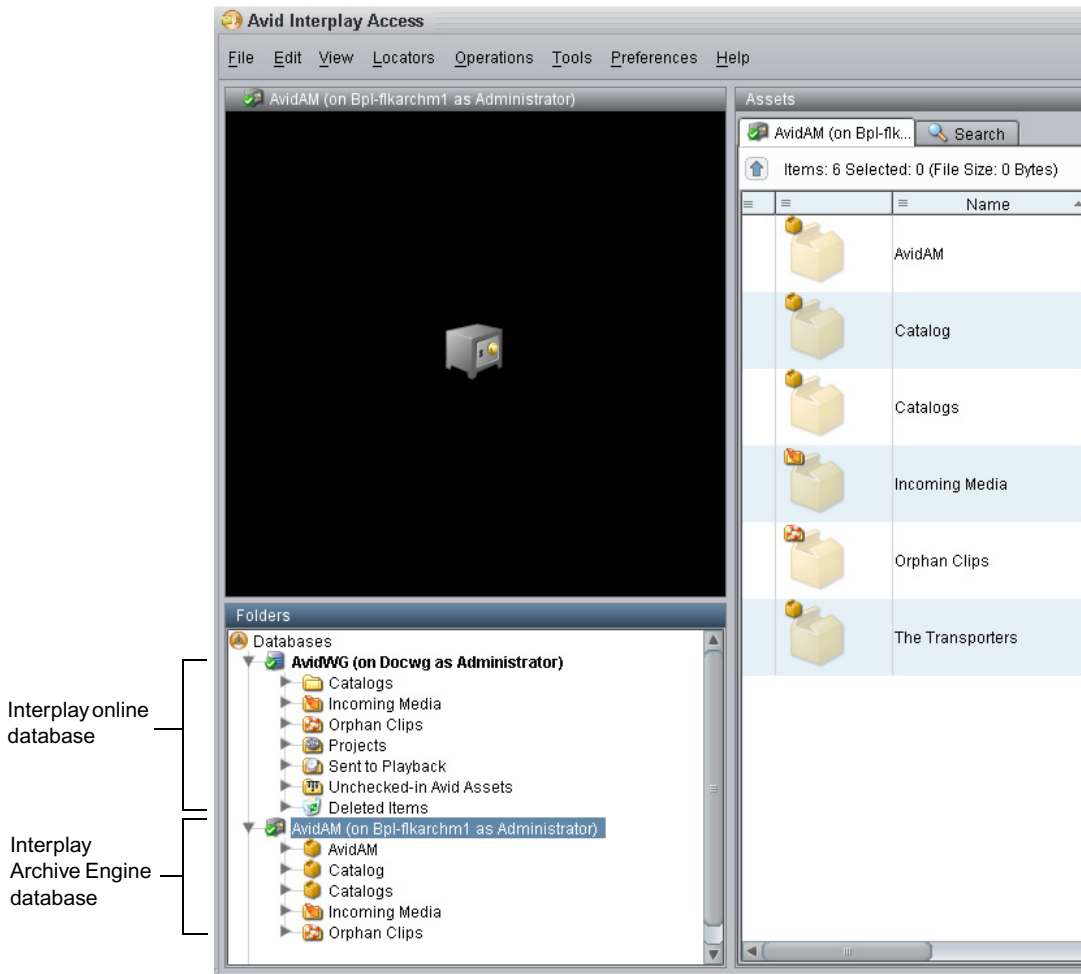 Avid Interplay Access
File Edit View Locators Operations Tools Preferences Help
AvidAM (on Bpl-flkarchm1 as Administrator)
Assets
AvidAM (on Bpl-flk... Search
Items: 6 Selected: 0 (File Size: 0 Bytes)
Name
AvidAM
Catalog
Catalogs
Incoming Media
Orphan Clips
The Transporters
Folders
Databases
AvidWG (on Docwg as Administrator)
Catalogs
Incoming Media
Orphan Clips
Projects
Sent to Playback
Unchecked-in Avid Assets
Deleted Items
AvidAM (on Bpl-flkarchm1 as Administrator)
AvidAM
Catalog
Catalogs
Incoming Media
Orphan Clips
Interplay online
database
Interplay
Archive Engine
database